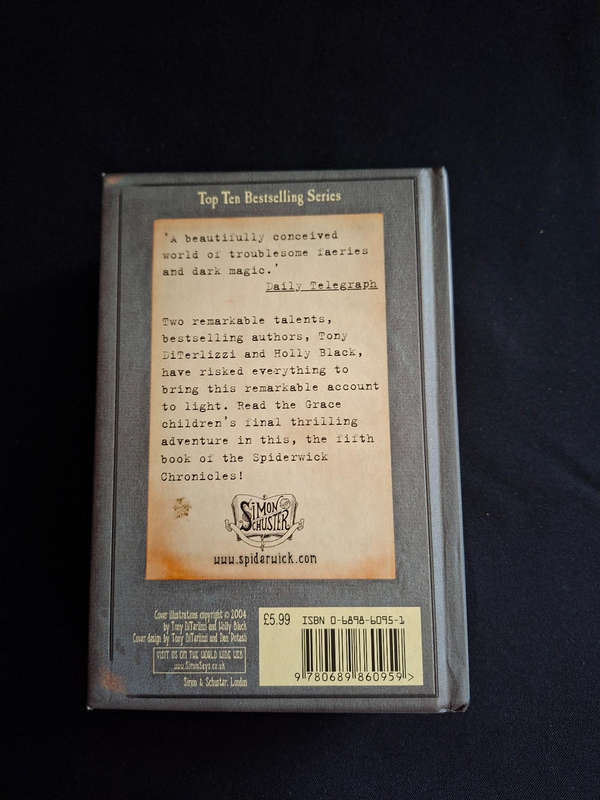 Top Ten Bestselling Series
'A beautifully conceived
world of troublesome faeries
and dark magic.'
Daily Telegraph
Two remarkable talents,
bestselling authors, Tony
DiTerlizzi and Holly Black,
have risked everything to
bring this remarkable account
to light. Read the Grace
children's final thrilling
adventure in this, the fifth
book of the Spiderwick
Chronicles!
SIMON
SCHUSTER
www.spiderwick.com
Cover illustrations copyright © 2004
by Tony DiTerlizzi and Holly Black
Cover design by Tony DiTerlizzi and Dan Potash
VISIT US ON THE WORLD WIDE WEB
www.SimonSays.co.uk
Simon & Schuster, London
£5.99 ISBN 0-6898-6095-1
9 780689 860959 >